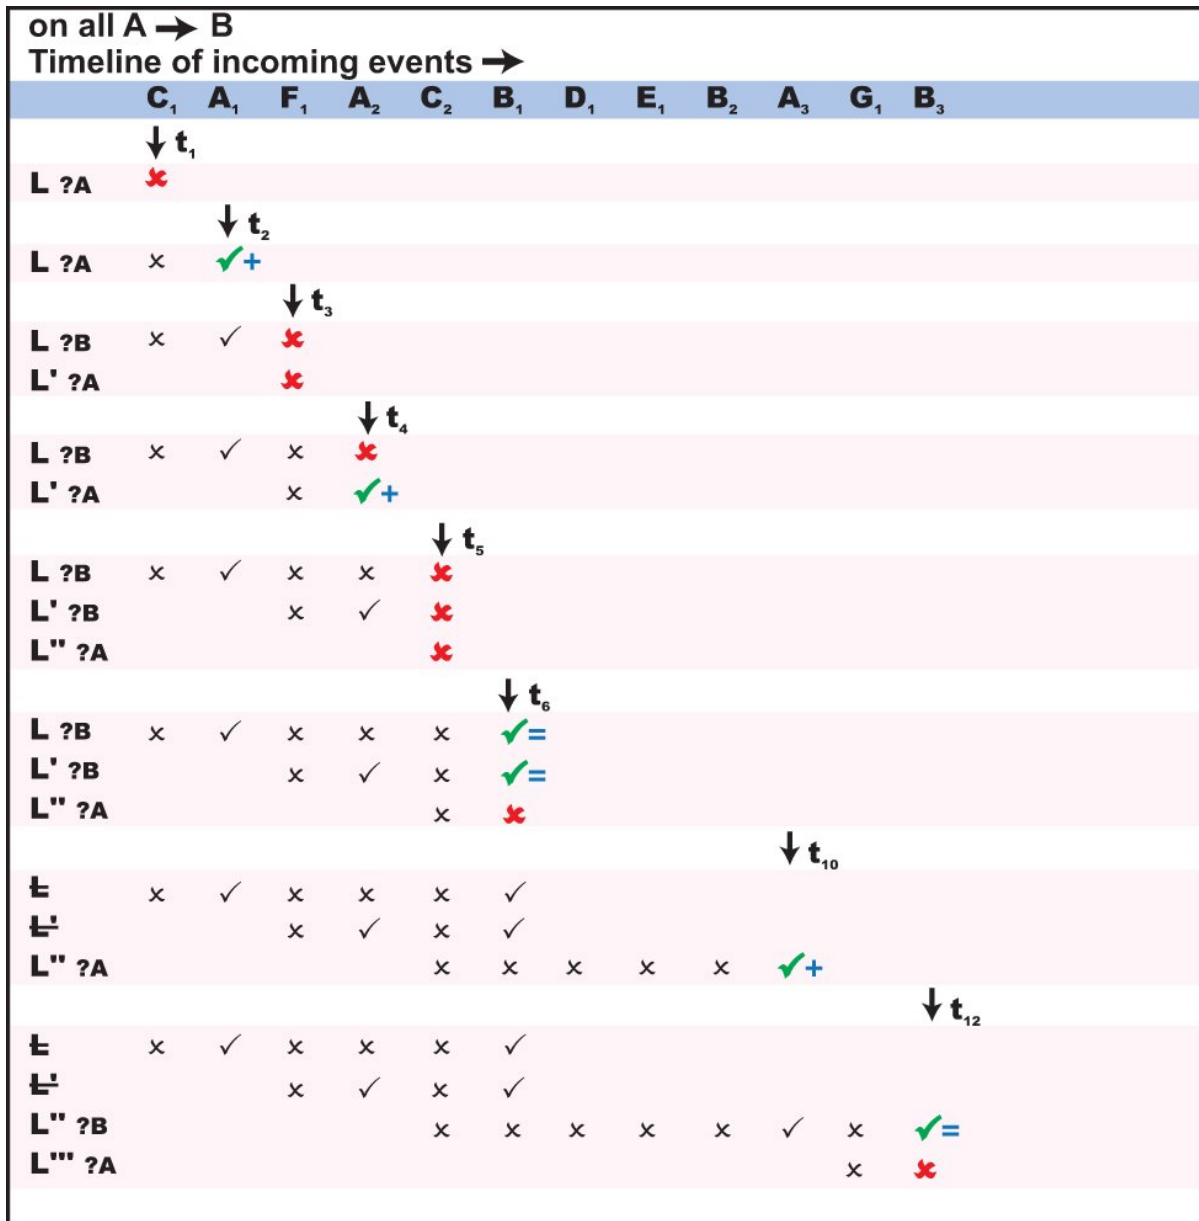 on all A → B
Timeline of incoming events →
C₁ A₁ F₁ A₂ C₂ B₁ D₁ E₁ B₂ A₃ G₁ B₃
↓ t₁
L ?A ✘
↓ t₂
L ?A × ✓+
↓ t₃
L ?B × ✓ ✘
L' ?A ✘
↓ t₄
L ?B × ✓ × ✘
L' ?A × ✓+
↓ t₅
L ?B × ✓ × × ✘
L' ?B × ✓ ✘
L" ?A ✘
↓ t₆
L ?B × ✓ × × × ✓=
L' ?B × ✓ × ✓=
L" ?A × ✘
↓ t₁₀
L × ✓ × × × ✓
L' × ✓ × ✓
L" ?A × × × × × ✓+
↓ t₁₂
L × ✓ × × × ✓
L' × ✓ × ✓
L" ?B × × × × × ✓ × ✓=
L"' ?A × ✘